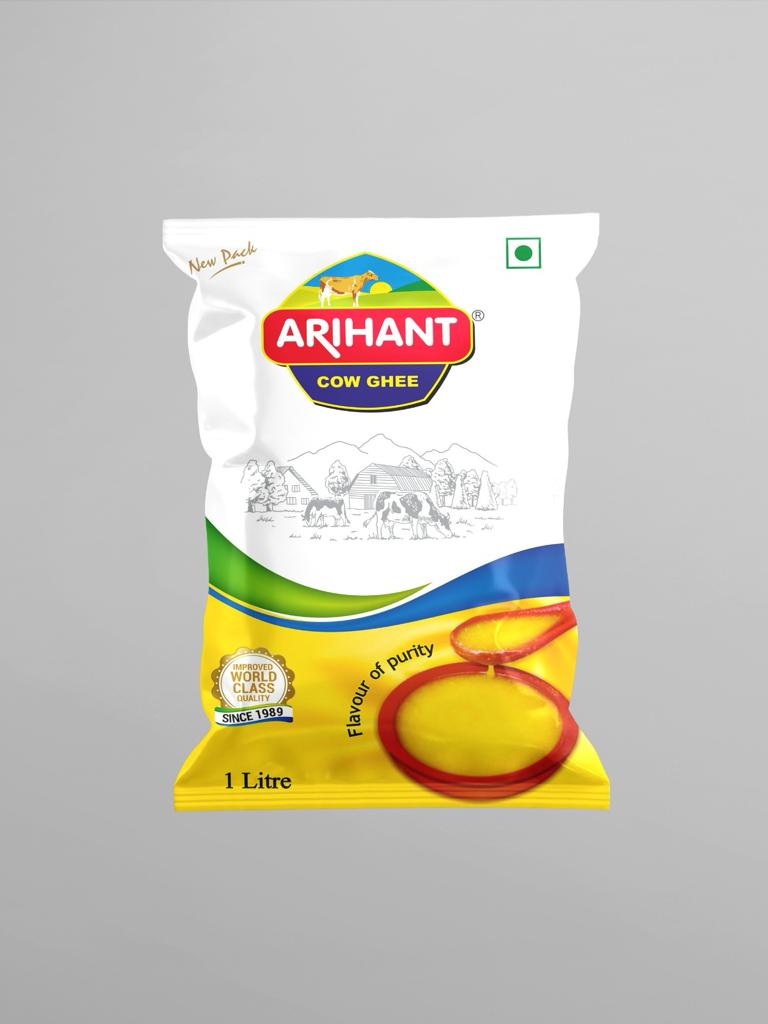 New Pack
ARIHANT ®
COW GHEE
Flavour of purity
IMPROVED
WORLD
CLASS
QUALITY
SINCE 1989
1 Litre